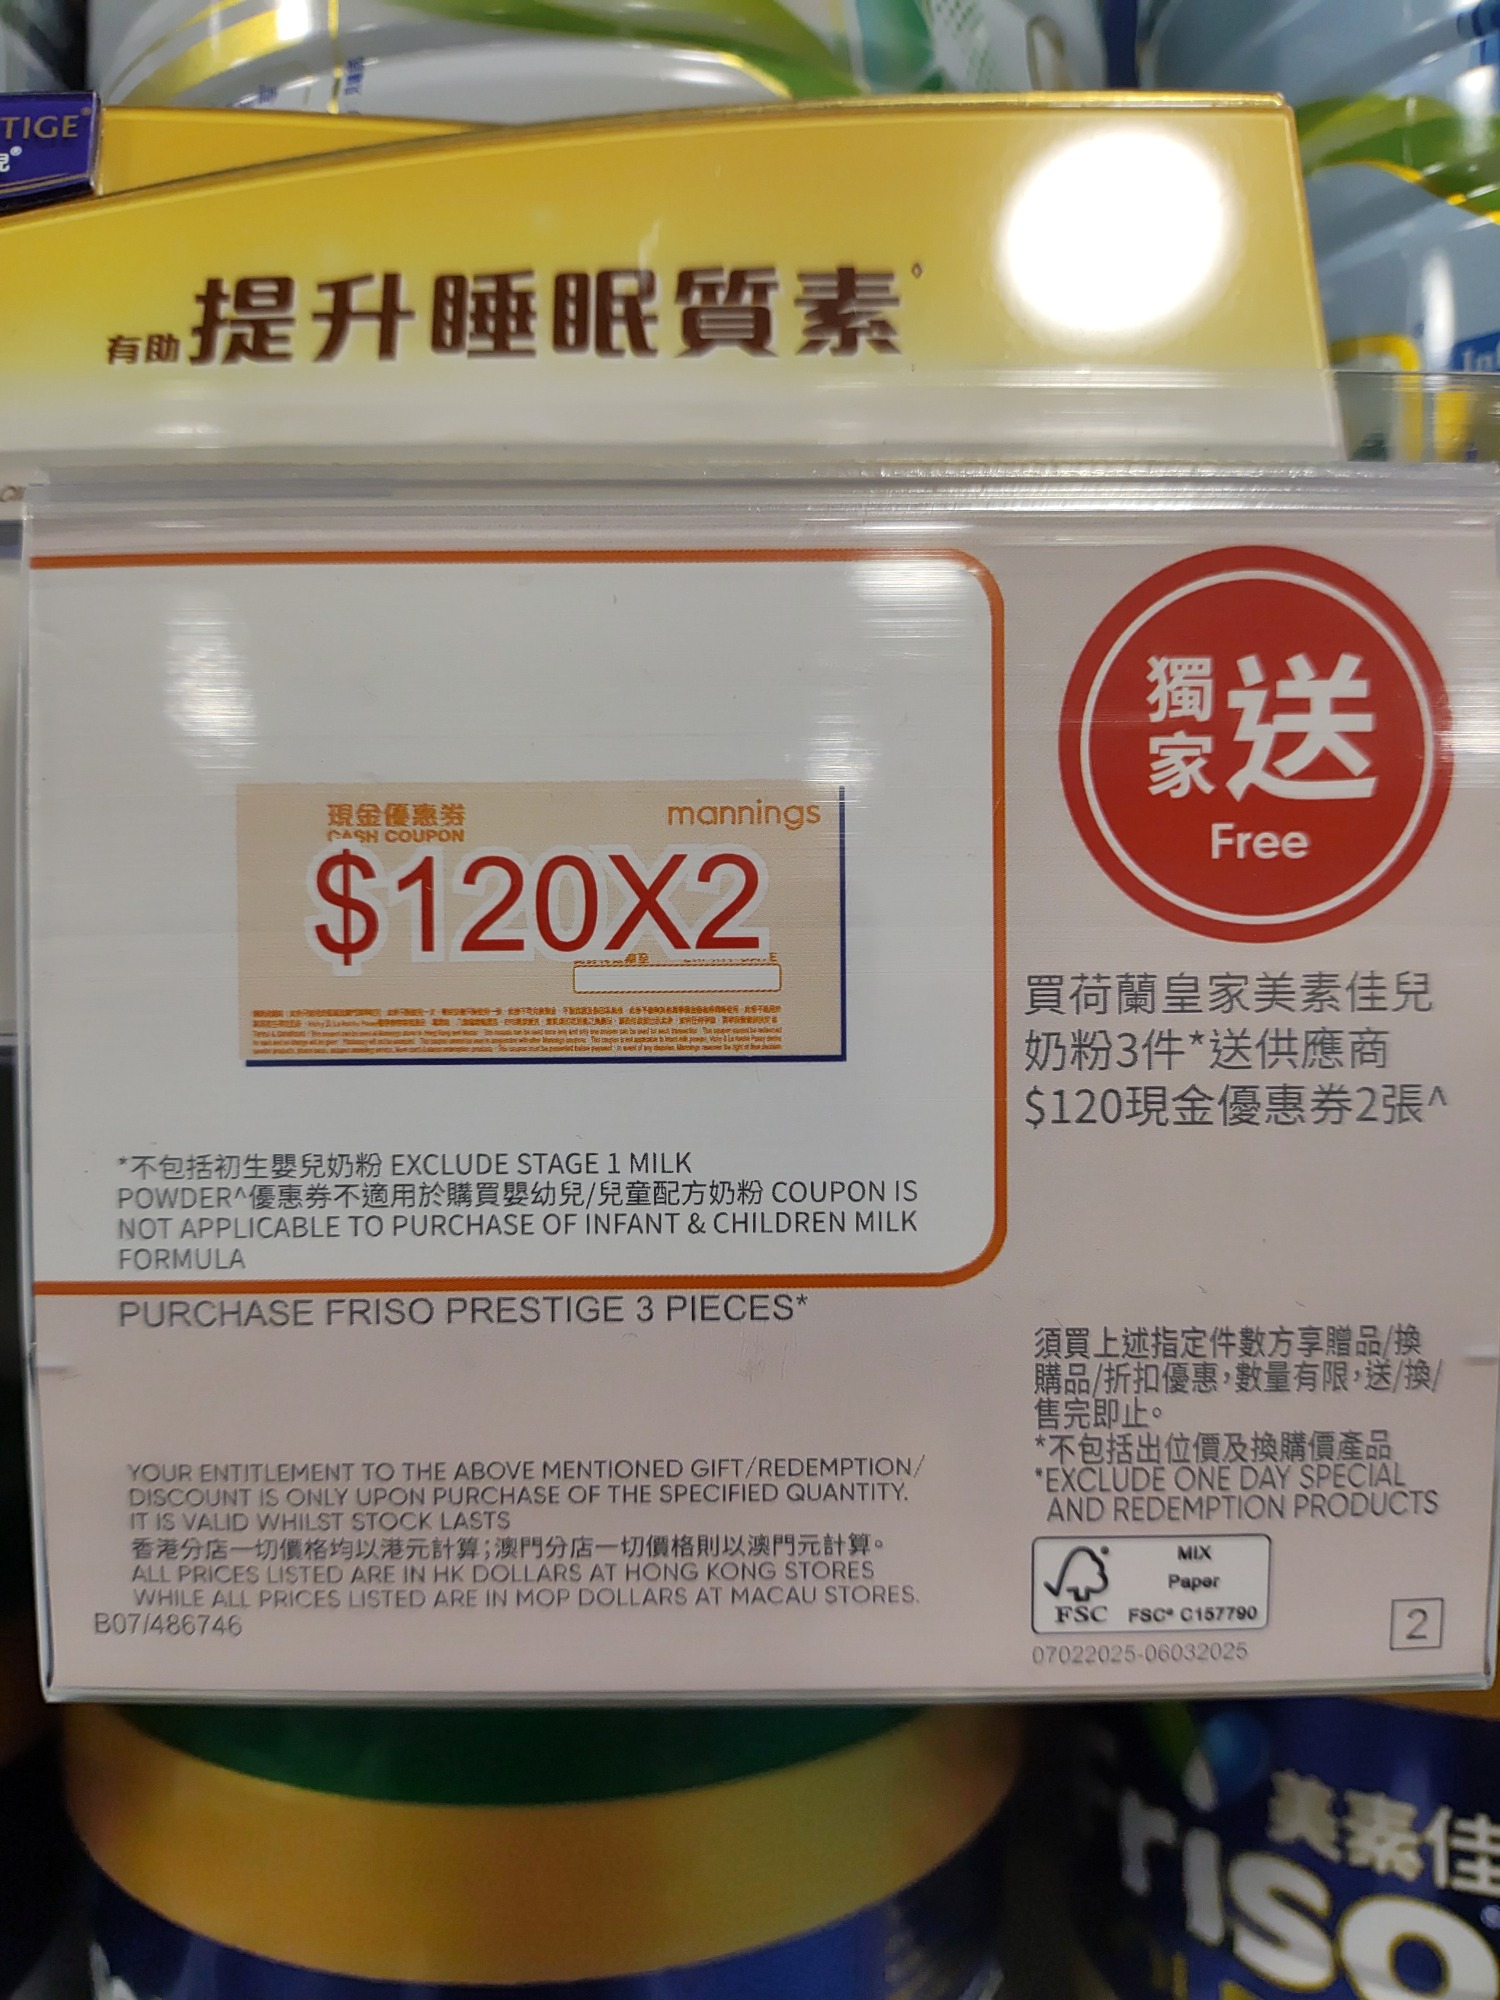 TIGE
有助提升睡眠質素◊
獨家送
Free
現金優惠券
CASH COUPON
mannings
$120X2
買荷蘭皇家美素佳兒
奶粉3件*送供應商
$120現金優惠券2張^
*不包括初生嬰兒奶粉 EXCLUDE STAGE 1 MILK
POWDER^優惠券不適用於購買嬰幼兒/兒童配方奶粉 COUPON IS
NOT APPLICABLE TO PURCHASE OF INFANT & CHILDREN MILK
FORMULA
PURCHASE FRISO PRESTIGE 3 PIECES*
須買上述指定件數方享贈品/換
購品/折扣優惠，數量有限，送/換/
售完即止。
*不包括出位價及換購價產品
*EXCLUDE ONE DAY SPECIAL
AND REDEMPTION PRODUCTS
YOUR ENTITLEMENT TO THE ABOVE MENTIONED GIFT/REDEMPTION/
DISCOUNT IS ONLY UPON PURCHASE OF THE SPECIFIED QUANTITY.
IT IS VALID WHILST STOCK LASTS
香港分店一切價格均以港元計算；澳門分店一切價格則以澳門元計算。
ALL PRICES LISTED ARE IN HK DOLLARS AT HONG KONG STORES
WHILE ALL PRICES LISTED ARE IN MOP DOLLARS AT MACAU STORES.
B07/486746
FSC
MIX
Paper
FSC® C157790
07022025-06032025
2
美素佳
Friso